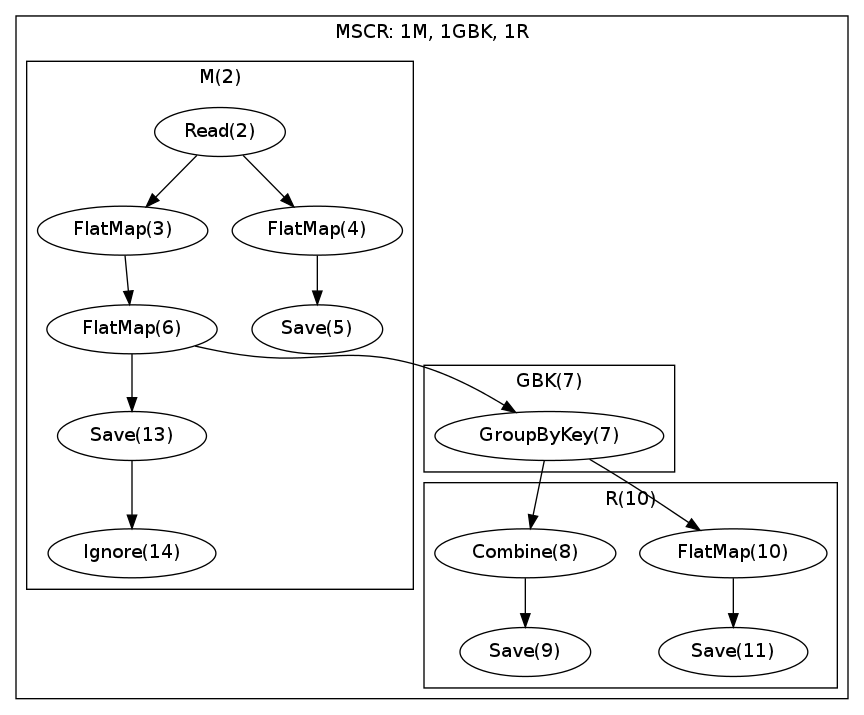 MSCR: 1M, 1GBK, 1R
M(2)
Read(2)
FlatMap(3)
FlatMap(4)
FlatMap(6)
Save(5)
GBK(7)
Save(13)
GroupByKey(7)
R(10)
Ignore(14)
Combine(8)
FlatMap(10)
Save(9)
Save(11)